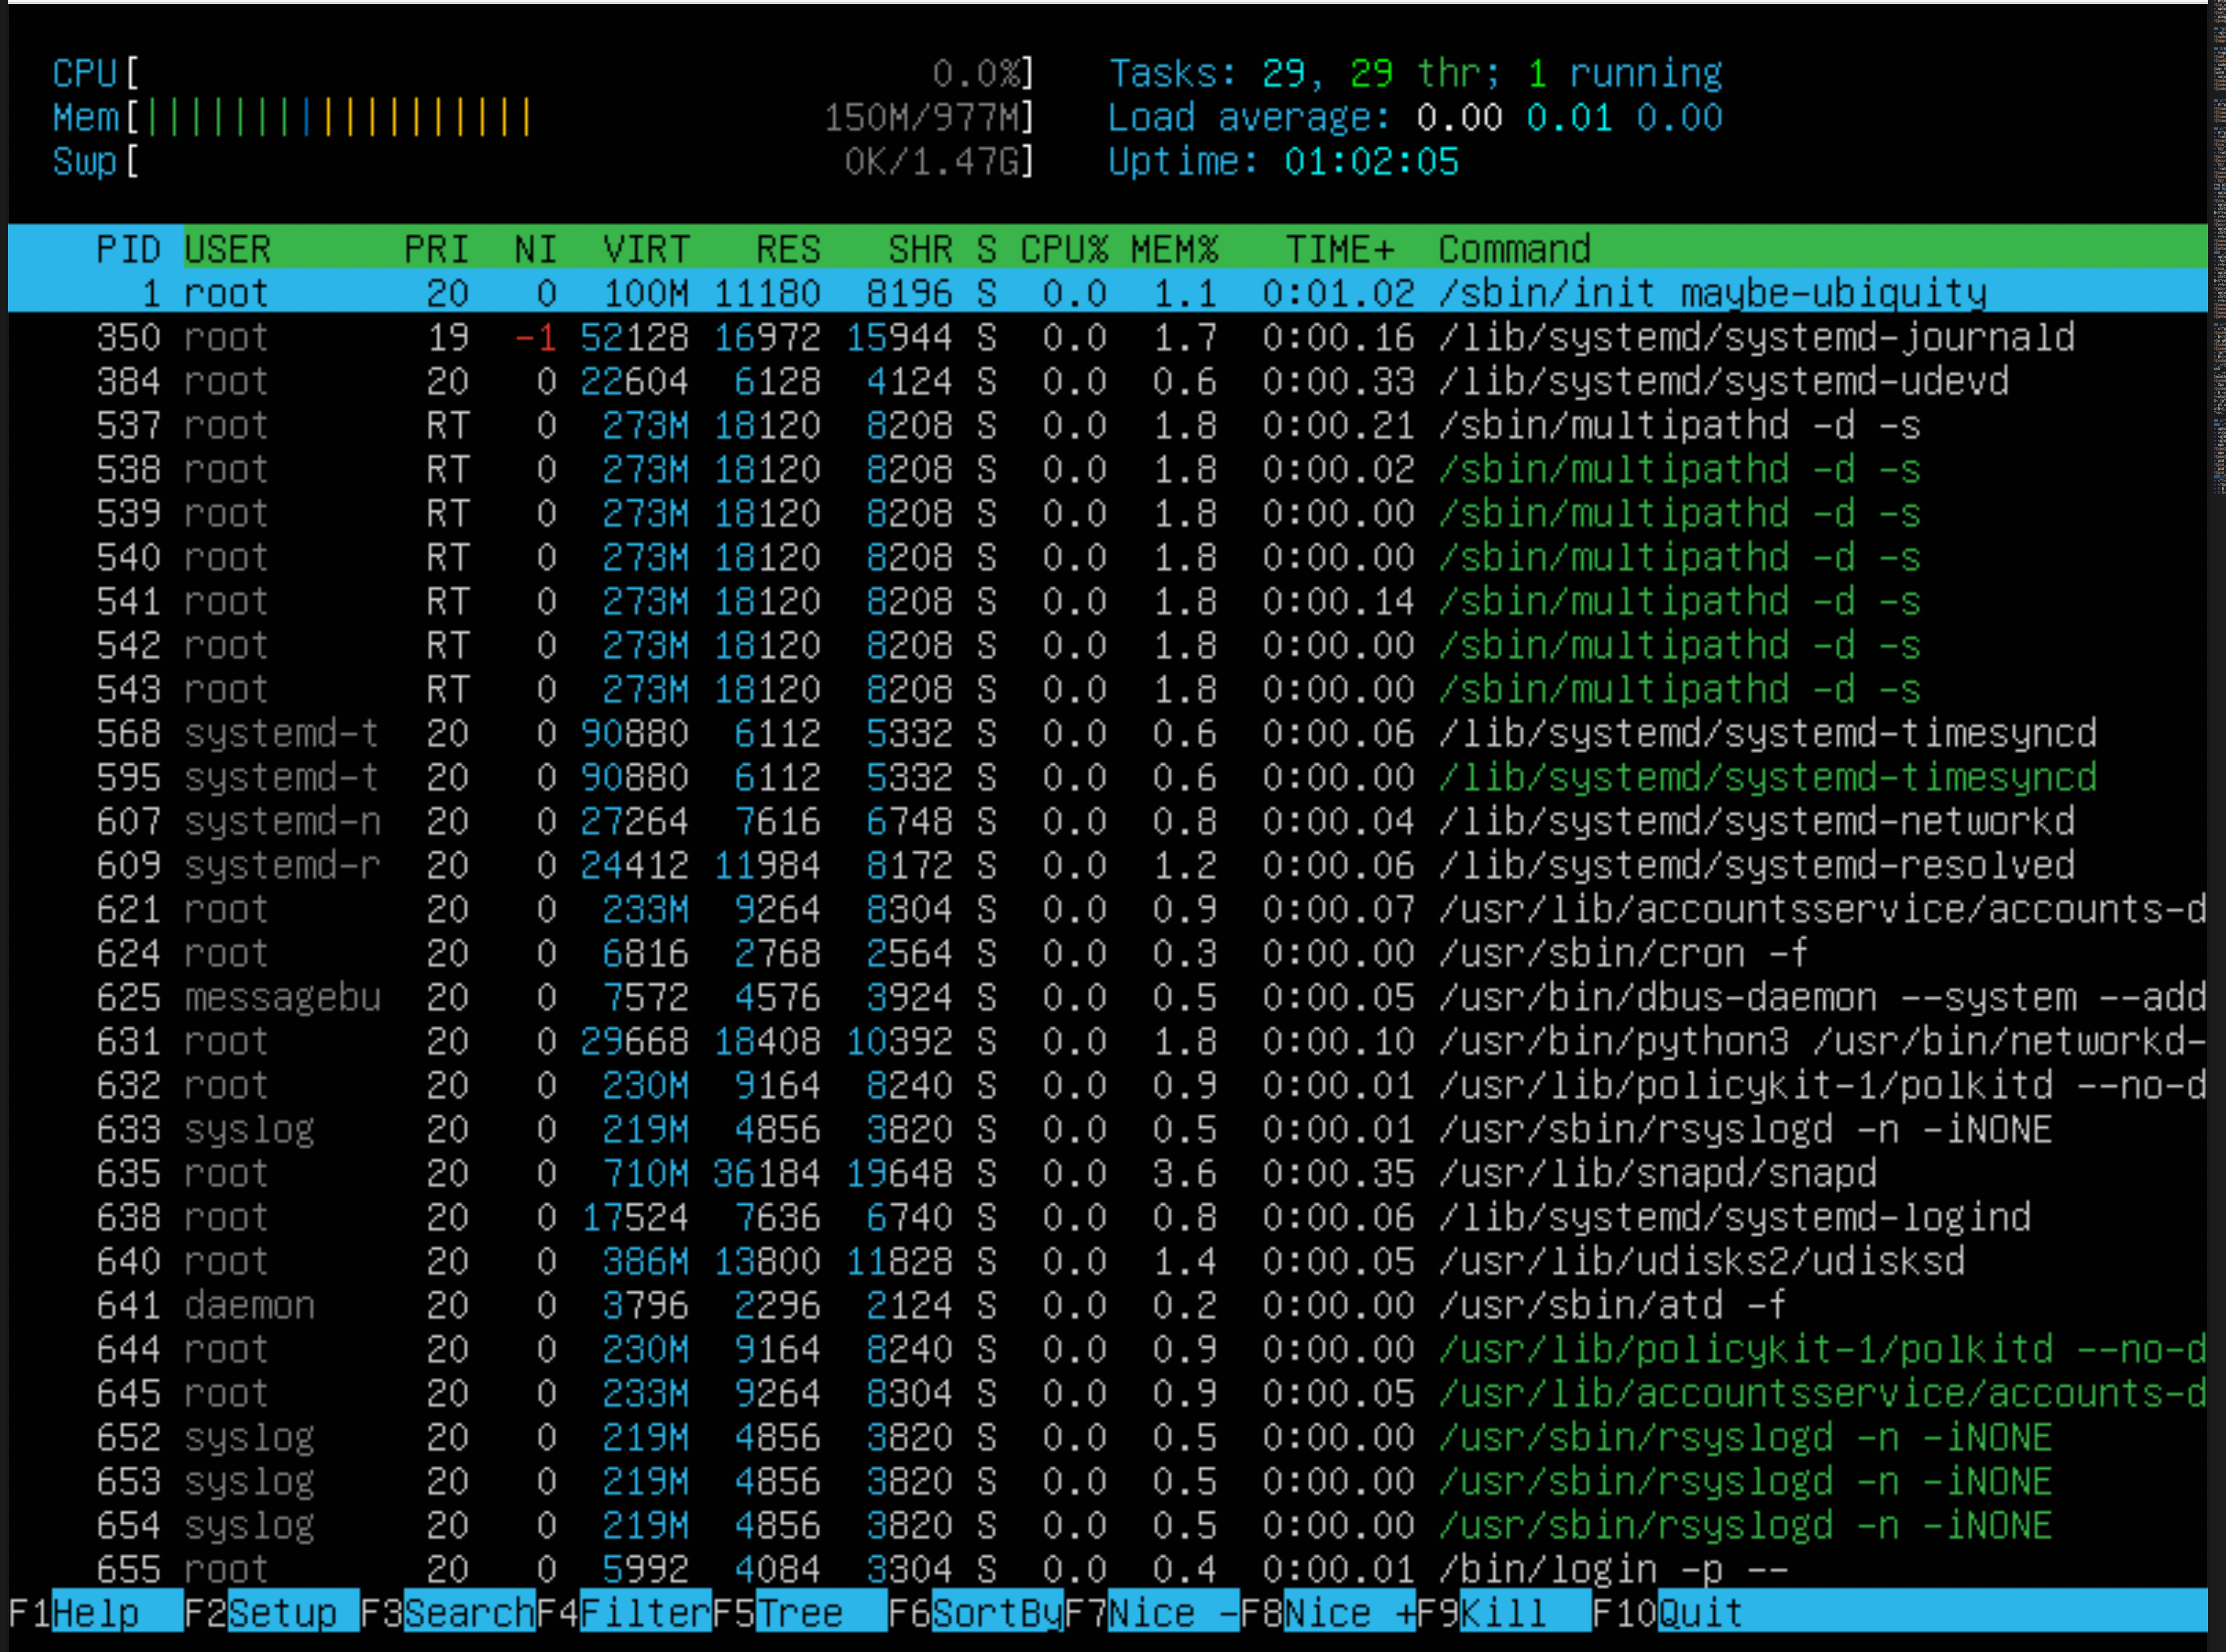 CPU[ 0.0%] Tasks: 29, 29 thr; 1 running
Mem[|||||||||||||||||| 150M/977M] Load average: 0.00 0.01 0.00
Swp[ 0K/1.47G] Uptime: 01:02:05
PID USER PRI NI VIRT RES SHR S CPU% MEM% TIME+ Command
1 root 20 0 100M 11180 8196 S 0.0 1.1 0:01.02 /sbin/init maybe-ubiquity
350 root 19 -1 52128 16972 15944 S 0.0 1.7 0:00.16 /lib/systemd/systemd-journald
384 root 20 0 22604 6128 4124 S 0.0 0.6 0:00.33 /lib/systemd/systemd-udevd
537 root RT 0 273M 18120 8208 S 0.0 1.8 0:00.21 /sbin/multipathd -d -s
538 root RT 0 273M 18120 8208 S 0.0 1.8 0:00.02 /sbin/multipathd -d -s
539 root RT 0 273M 18120 8208 S 0.0 1.8 0:00.00 /sbin/multipathd -d -s
540 root RT 0 273M 18120 8208 S 0.0 1.8 0:00.00 /sbin/multipathd -d -s
541 root RT 0 273M 18120 8208 S 0.0 1.8 0:00.14 /sbin/multipathd -d -s
542 root RT 0 273M 18120 8208 S 0.0 1.8 0:00.00 /sbin/multipathd -d -s
543 root RT 0 273M 18120 8208 S 0.0 1.8 0:00.00 /sbin/multipathd -d -s
568 systemd-t 20 0 90880 6112 5332 S 0.0 0.6 0:00.06 /lib/systemd/systemd-timesyncd
595 systemd-t 20 0 90880 6112 5332 S 0.0 0.6 0:00.00 /lib/systemd/systemd-timesyncd
607 systemd-n 20 0 27264 7616 6748 S 0.0 0.8 0:00.04 /lib/systemd/systemd-networkd
609 systemd-r 20 0 24412 11984 8172 S 0.0 1.2 0:00.06 /lib/systemd/systemd-resolved
621 root 20 0 233M 9264 8304 S 0.0 0.9 0:00.07 /usr/lib/accountsservice/accounts-d
624 root 20 0 6816 2768 2564 S 0.0 0.3 0:00.00 /usr/sbin/cron -f
625 messagebu 20 0 7572 4576 3924 S 0.0 0.5 0:00.05 /usr/bin/dbus-daemon --system --add
631 root 20 0 29668 18408 10392 S 0.0 1.8 0:00.10 /usr/bin/python3 /usr/bin/networkd-
632 root 20 0 230M 9164 8240 S 0.0 0.9 0:00.01 /usr/lib/policykit-1/polkitd --no-d
633 syslog 20 0 219M 4856 3820 S 0.0 0.5 0:00.01 /usr/sbin/rsyslogd -n -iNONE
635 root 20 0 710M 36184 19648 S 0.0 3.6 0:00.35 /usr/lib/snapd/snapd
638 root 20 0 17524 7636 6740 S 0.0 0.8 0:00.06 /lib/systemd/systemd-logind
640 root 20 0 386M 13800 11828 S 0.0 1.4 0:00.05 /usr/lib/udisks2/udisksd
641 daemon 20 0 3796 2296 2124 S 0.0 0.2 0:00.00 /usr/sbin/atd -f
644 root 20 0 230M 9164 8240 S 0.0 0.9 0:00.00 /usr/lib/policykit-1/polkitd --no-d
645 root 20 0 233M 9264 8304 S 0.0 0.9 0:00.05 /usr/lib/accountsservice/accounts-d
652 syslog 20 0 219M 4856 3820 S 0.0 0.5 0:00.00 /usr/sbin/rsyslogd -n -iNONE
653 syslog 20 0 219M 4856 3820 S 0.0 0.5 0:00.00 /usr/sbin/rsyslogd -n -iNONE
654 syslog 20 0 219M 4856 3820 S 0.0 0.5 0:00.00 /usr/sbin/rsyslogd -n -iNONE
655 root 20 0 5992 4084 3304 S 0.0 0.4 0:00.01 /bin/login -p --
F1Help F2Setup F3SearchF4FilterF5Tree F6SortByF7Nice -F8Nice +F9Kill F10Quit